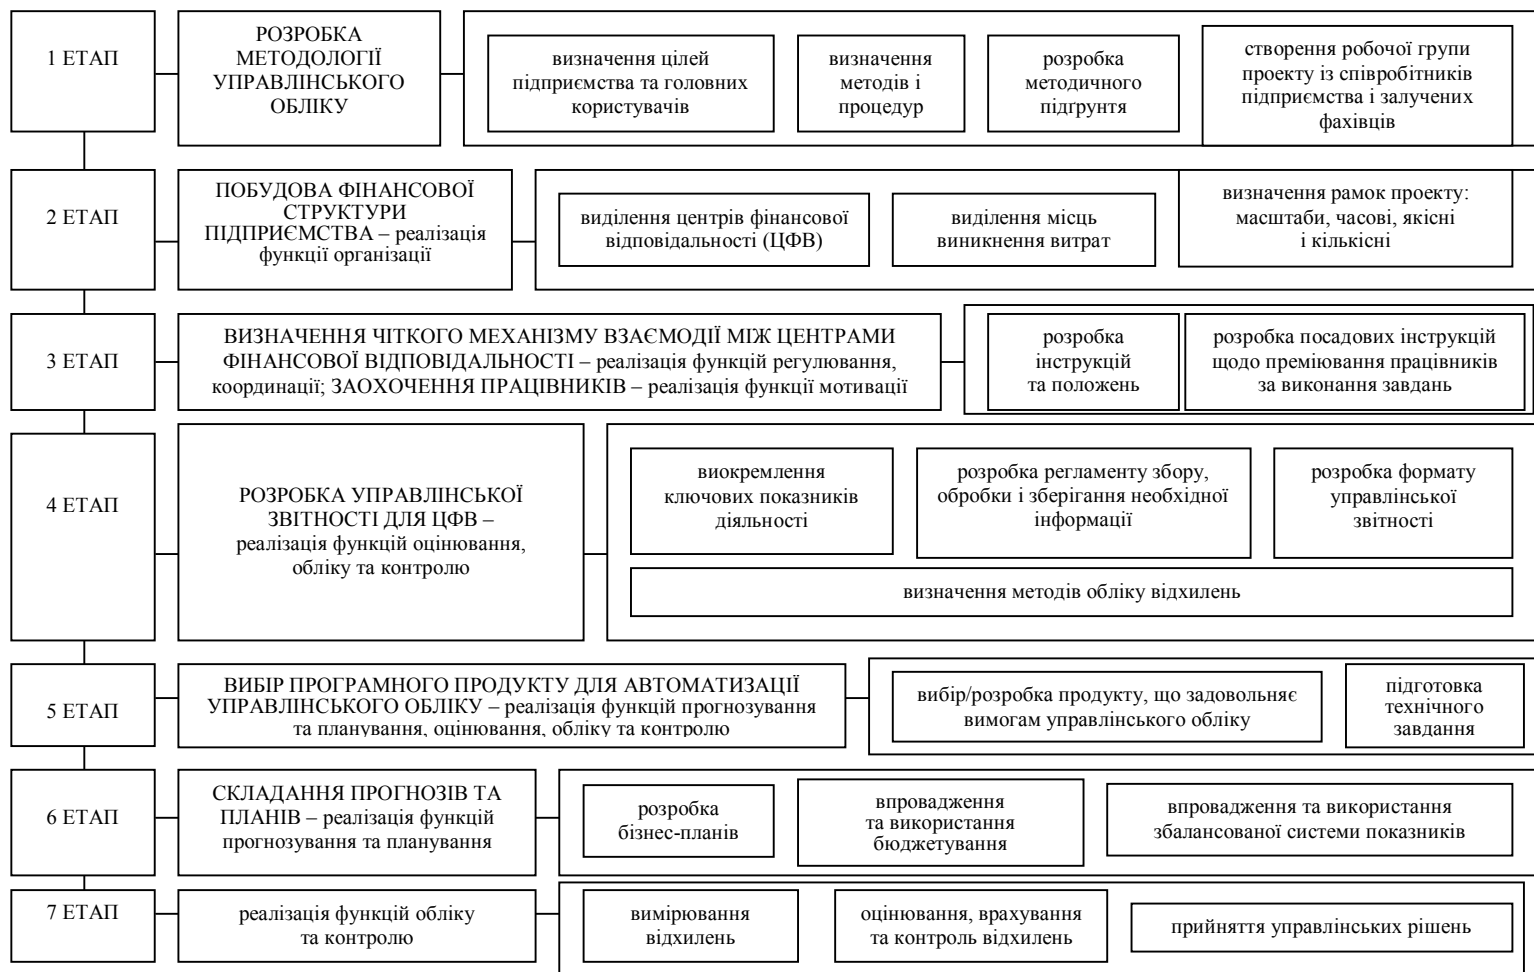 1 ЕТАП
РОЗРОБКА
МЕТОДОЛОГІЇ
УПРАВЛІНСЬКОГО
ОБЛІКУ
визначення цілей
підприємства та головних
користувачів
визначення
методів і
процедур
розробка
методичного
підґрунтя
створення робочої групи
проекту із співробітників
підприємства і залучених
фахівців
2 ЕТАП
ПОБУДОВА ФІНАНСОВОЇ
СТРУКТУРИ
ПІДПРИЄМСТВА – реалізація
функції організації
виділення центрів фінансової
відповідальності (ЦФВ)
виділення місць
виникнення витрат
визначення рамок проекту:
масштаби, часові, якісні
і кількісні
3 ЕТАП
ВИЗНАЧЕННЯ ЧІТКОГО МЕХАНІЗМУ ВЗАЄМОДІЇ МІЖ ЦЕНТРАМИ
ФІНАНСОВОЇ ВІДПОВІДАЛЬНОСТІ – реалізація функцій регулювання,
координації; ЗАОХОЧЕННЯ ПРАЦІВНИКІВ – реалізація функції мотивації
розробка
інструкцій
та положень
розробка посадових інструкцій
щодо преміювання працівників
за виконання завдань
4 ЕТАП
РОЗРОБКА УПРАВЛІНСЬКОЇ
ЗВІТНОСТІ ДЛЯ ЦФВ –
реалізація функцій оцінювання,
обліку та контролю
виокремлення
ключових показників
діяльності
розробка регламенту збору,
обробки і зберігання необхідної
інформації
розробка формату
управлінської
звітності
визначення методів обліку відхилень
5 ЕТАП
ВИБІР ПРОГРАМНОГО ПРОДУКТУ ДЛЯ АВТОМАТИЗАЦІЇ
УПРАВЛІНСЬКОГО ОБЛІКУ – реалізація функцій прогнозування
та планування, оцінювання, обліку та контролю
вибір/розробка продукту, що задовольняє
вимогам управлінського обліку
підготовка
технічного
завдання
6 ЕТАП
СКЛАДАННЯ ПРОГНОЗІВ ТА
ПЛАНІВ – реалізація функцій
прогнозування та планування
розробка
бізнес-планів
впровадження
та використання
бюджетування
впровадження та використання
збалансованої системи показників
7 ЕТАП
реалізація функцій обліку
та контролю
вимірювання
відхилень
оцінювання, врахування
та контроль відхилень
прийняття управлінських рішень